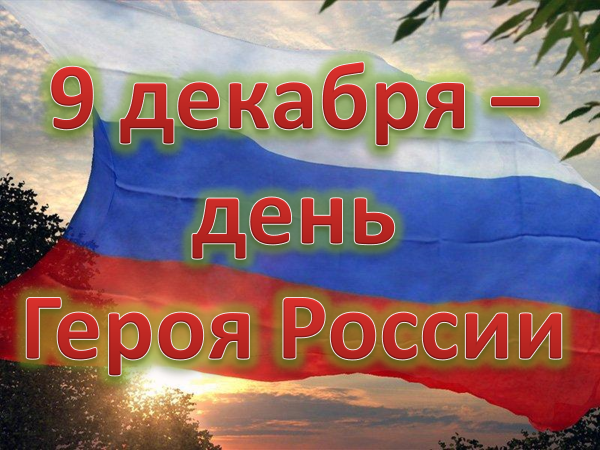 9 декабря –
день
Героя России